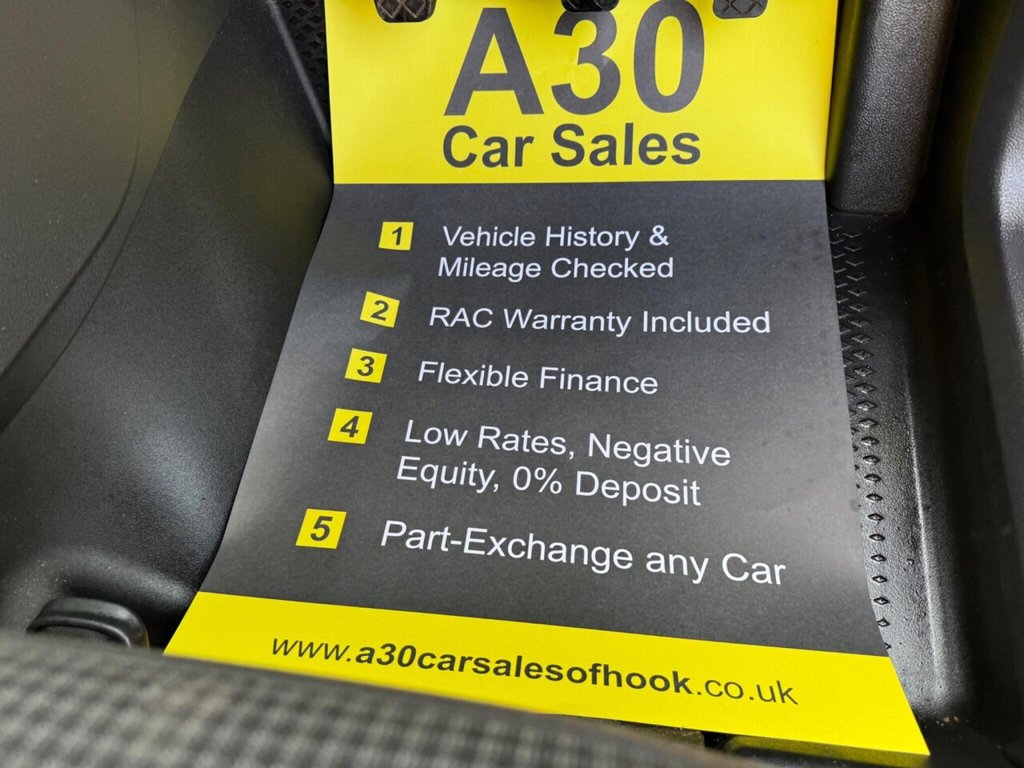 A30
Car Sales
1 Vehicle History &
Mileage Checked
2 RAC Warranty Included
3 Flexible Finance
4 Low Rates, Negative
Equity, 0% Deposit
5 Part-Exchange any Car
www.a30carsalesofhook.co.uk